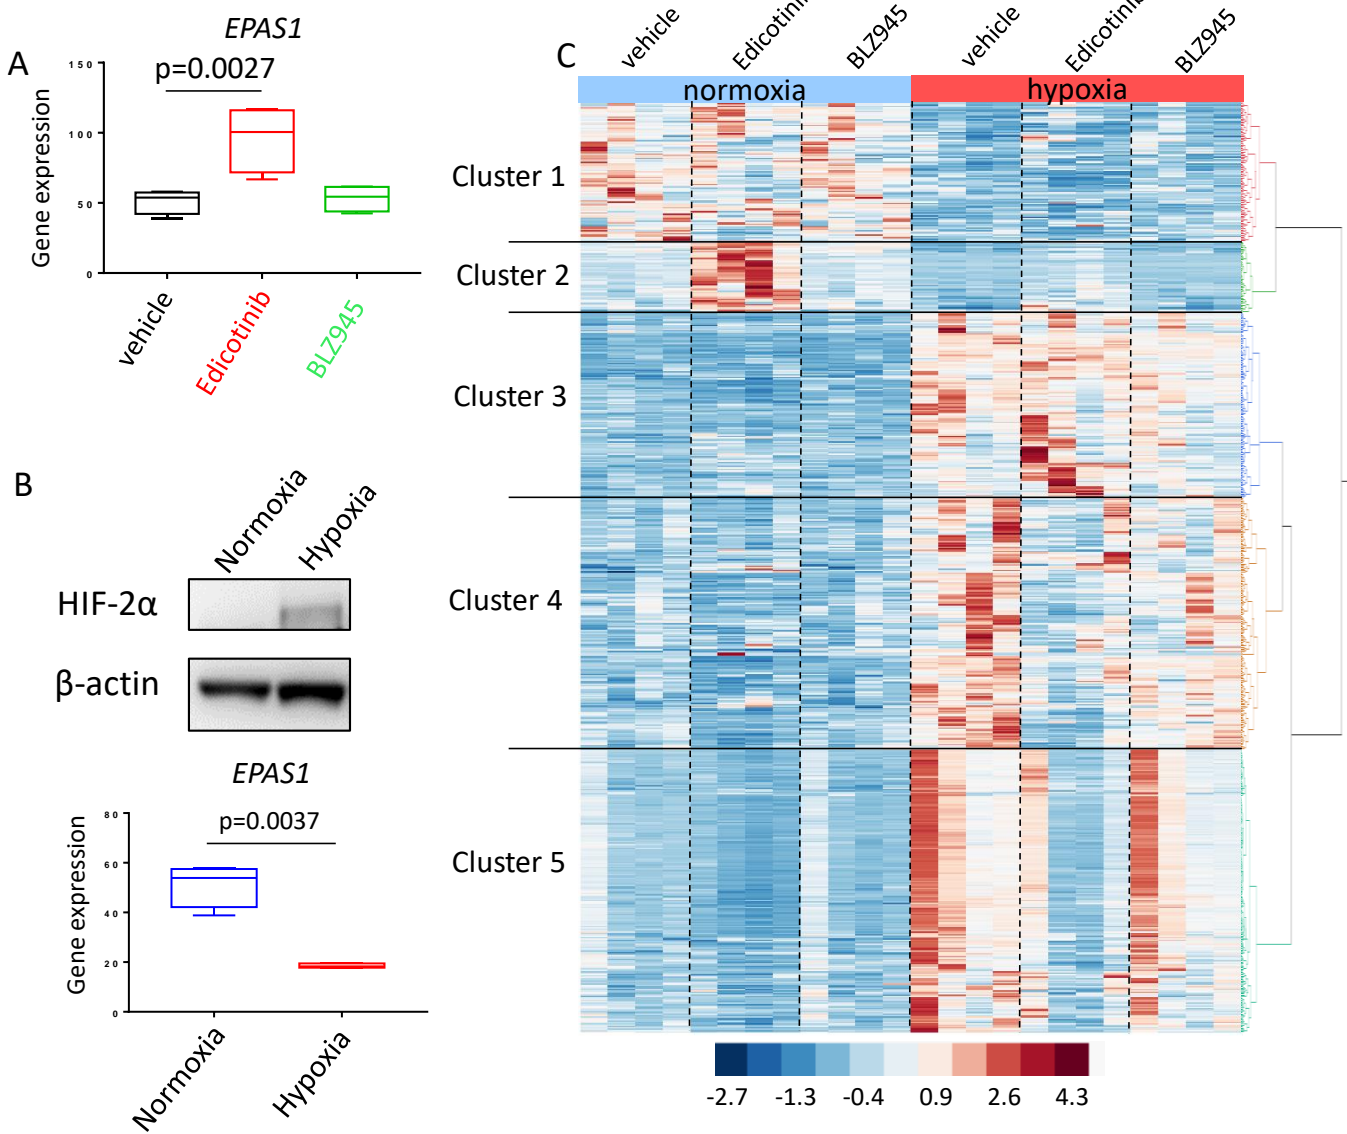 A
EPAS1
p=0.0027
Gene expression
150
100
50
0
vehicle
Edicotinib
BLZ945
B
Normoxia
Hypoxia
HIF-2α
β-actin
EPAS1
p=0.0037
Gene expression
80
60
40
20
0
Normoxia
Hypoxia
C
vehicle
Edicotinib
BLZ945
vehicle
Edicotinib
BLZ945
normoxia
hypoxia
Cluster 1
Cluster 2
Cluster 3
Cluster 4
Cluster 5
-2.7 -1.3 -0.4 0.9 2.6 4.3